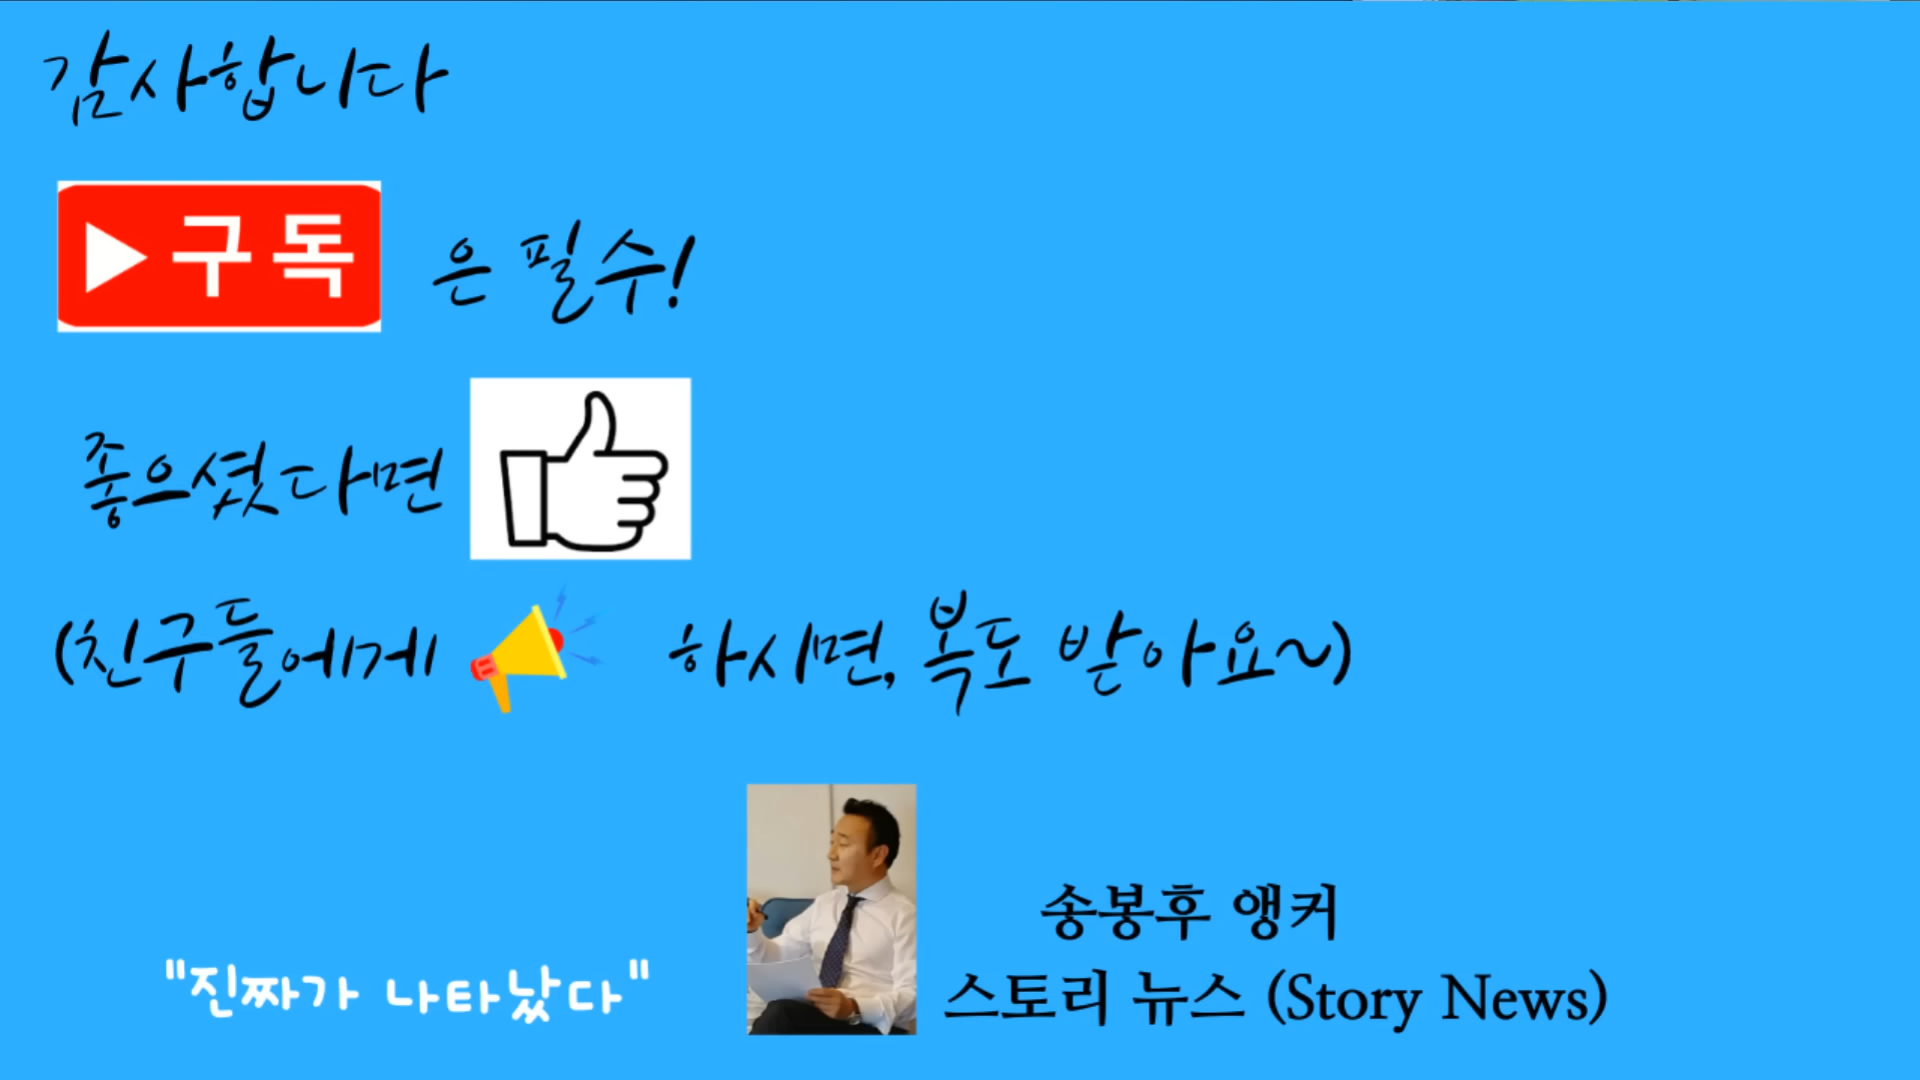 감사합니다
구독 은 필수!
좋으셨다면
(친구들에게 하시면, 복도 받아요~)
송봉후 앵커
"진짜가 나타났다"
스토리 뉴스 (Story News)